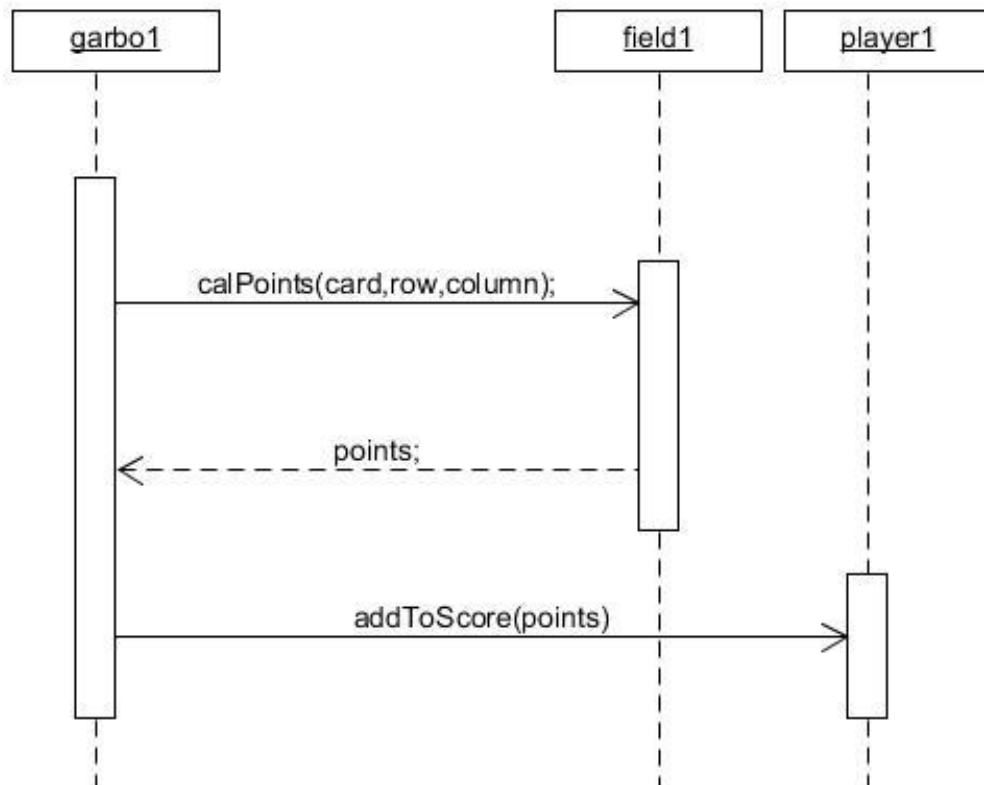 garbo1
field1
player1
calPoints(card,row,column);
points;
addToScore(points)